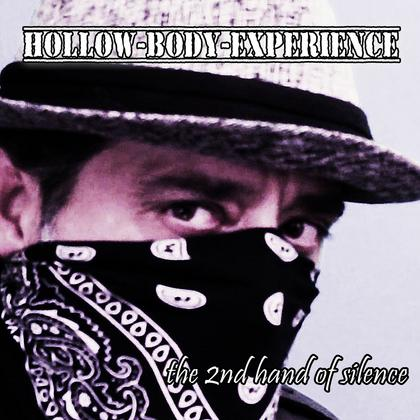 HOLLOW-BODY-EXPERIENCE
the 2nd hand of silence